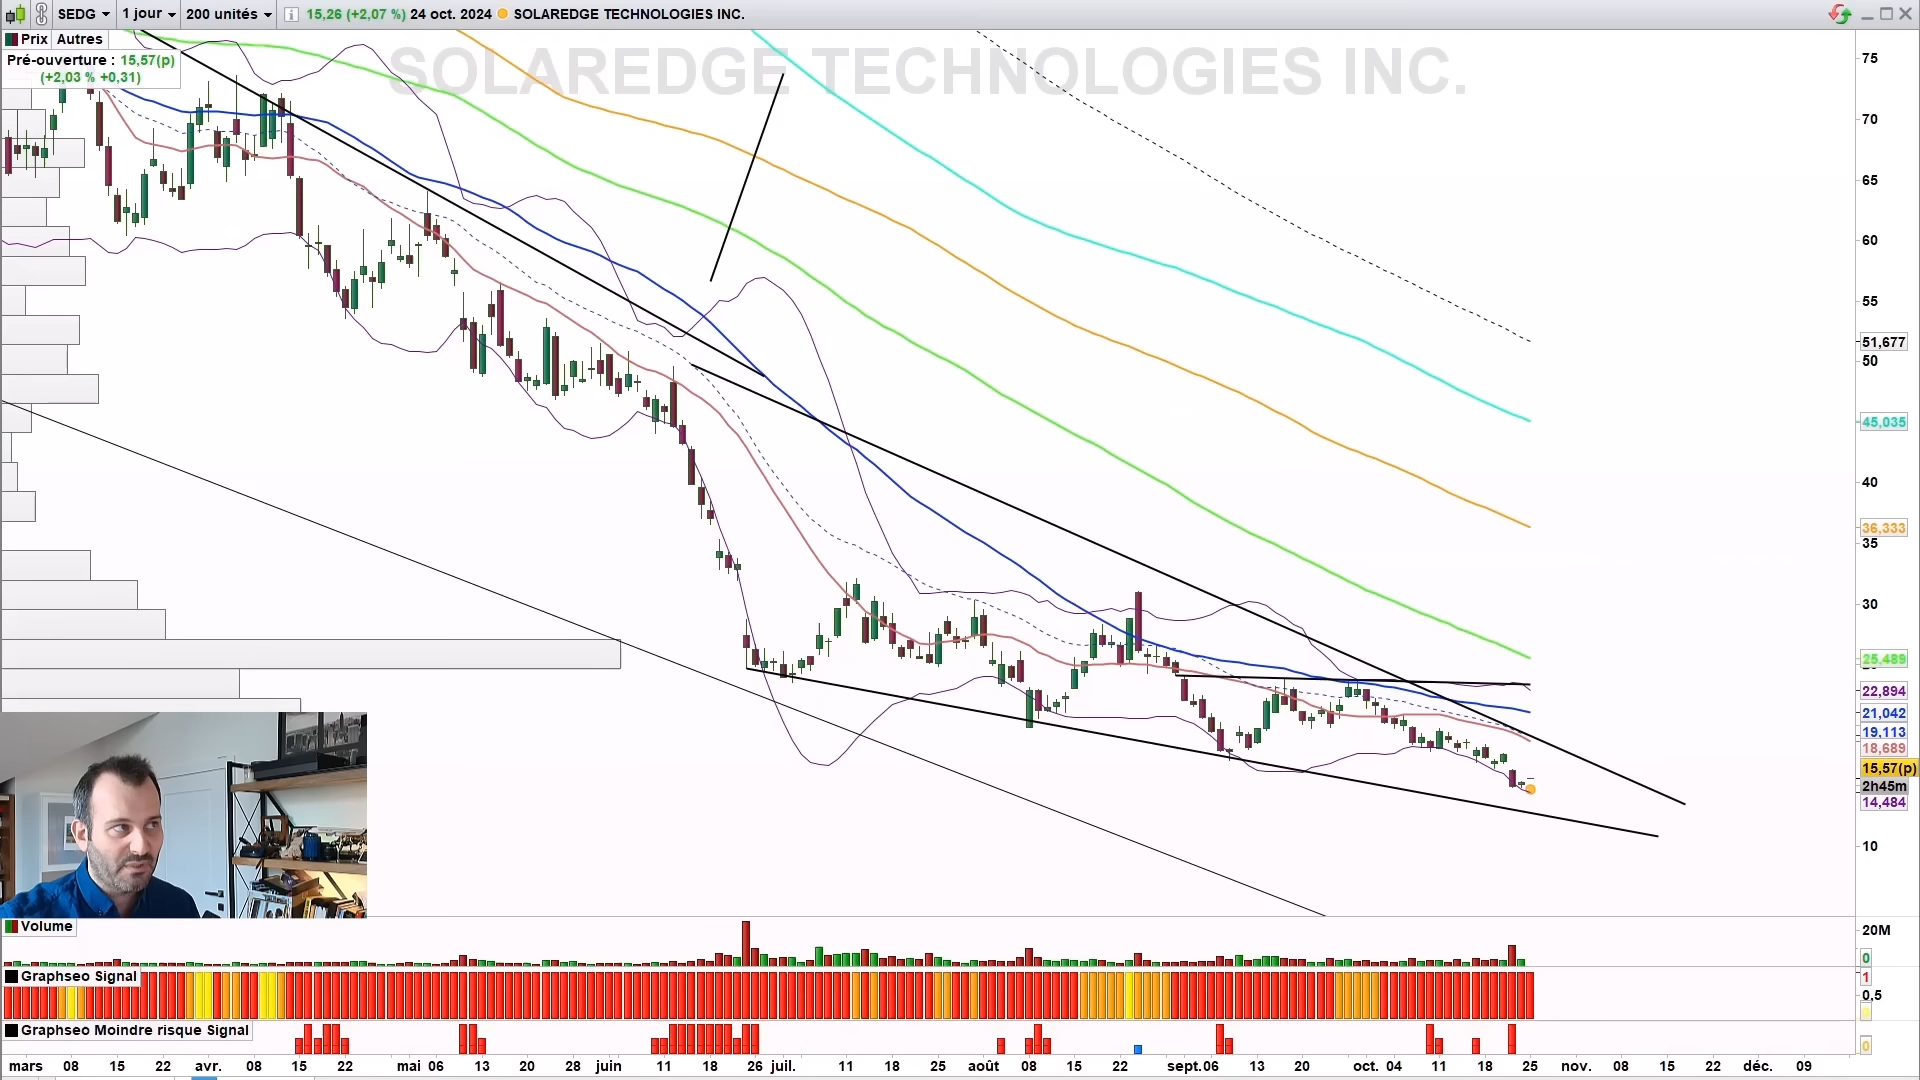 SEDG 1 jour 200 unités 15,26 (+2,07 %) 24 oct. 2024 SOLAREDGE TECHNOLOGIES INC.
Prix Autres
Pré-ouverture : 15,57(p)
(+2,03 % +0,31)
SOLAREDGE TECHNOLOGIES INC.
75
70
65
60
55
51,677
50
45,035
40
36,333
35
30
25,489
22,894
21,042
19,113
18,689
15,57(p)
2h45m
14,484
10
Volume
20M
0
Graphseo Signal
1
0,5
Graphseo Moindre risque Signal
0
mars 08 15 22 avr. 08 15 22 mai 06 13 20 28 juin 11 18 26 juil. 11 18 25 août 08 15 22 sept. 06 13 20 oct. 04 11 18 25 nov. 08 15 22 déc. 09